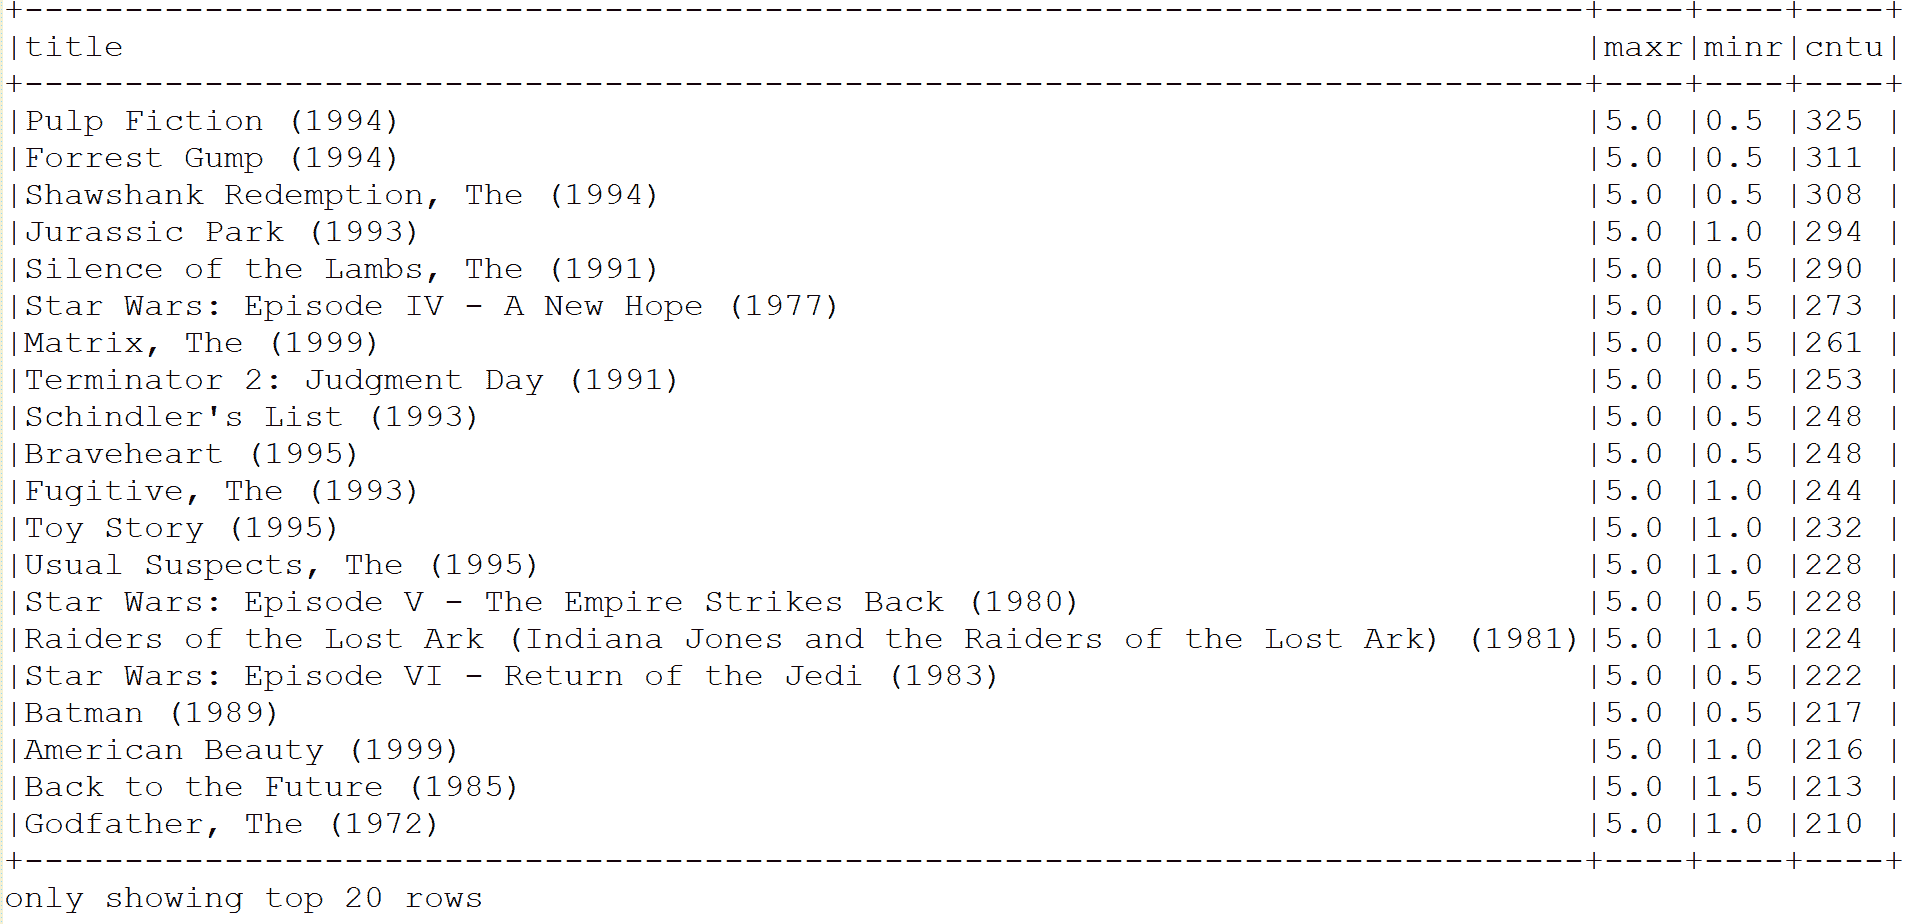 +------------------------------------------------------------------------------+----+----+----+
|title                                                                         |maxr|minr|cntu|
+------------------------------------------------------------------------------+----+----+----+
|Pulp Fiction (1994)                                                           |5.0 |0.5 |325 |
|Forrest Gump (1994)                                                           |5.0 |0.5 |311 |
|Shawshank Redemption, The (1994)                                              |5.0 |0.5 |308 |
|Jurassic Park (1993)                                                          |5.0 |1.0 |294 |
|Silence of the Lambs, The (1991)                                              |5.0 |0.5 |290 |
|Star Wars: Episode IV - A New Hope (1977)                                     |5.0 |0.5 |273 |
|Matrix, The (1999)                                                            |5.0 |0.5 |261 |
|Terminator 2: Judgment Day (1991)                                             |5.0 |0.5 |253 |
|Schindler's List (1993)                                                       |5.0 |0.5 |248 |
|Braveheart (1995)                                                             |5.0 |0.5 |248 |
|Fugitive, The (1993)                                                          |5.0 |1.0 |244 |
|Toy Story (1995)                                                              |5.0 |1.0 |232 |
|Usual Suspects, The (1995)                                                    |5.0 |1.0 |228 |
|Star Wars: Episode V - The Empire Strikes Back (1980)                         |5.0 |0.5 |228 |
|Raiders of the Lost Ark (Indiana Jones and the Raiders of the Lost Ark) (1981)|5.0 |1.0 |224 |
|Star Wars: Episode VI - Return of the Jedi (1983)                             |5.0 |0.5 |222 |
|Batman (1989)                                                                 |5.0 |0.5 |217 |
|American Beauty (1999)                                                        |5.0 |1.0 |216 |
|Back to the Future (1985)                                                     |5.0 |1.5 |213 |
|Godfather, The (1972)                                                         |5.0 |1.0 |210 |
+------------------------------------------------------------------------------+----+----+----+
only showing top 20 rows